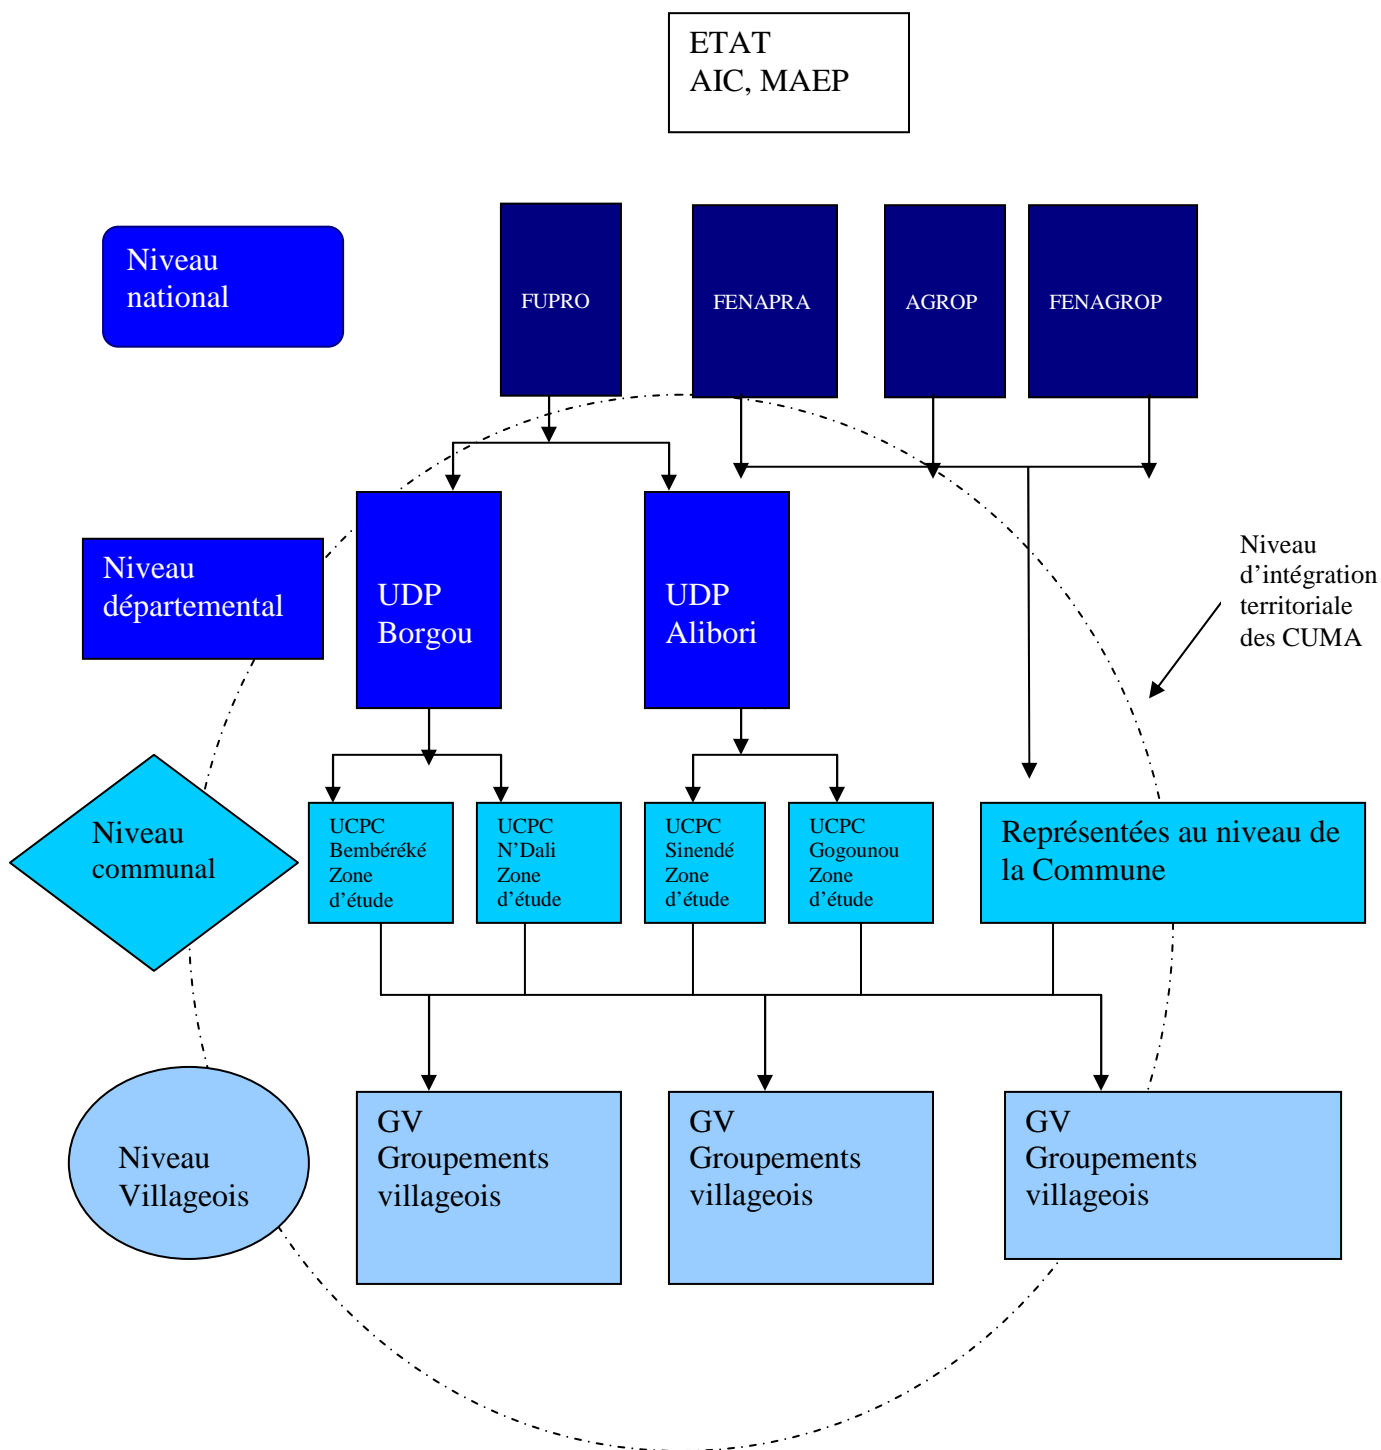 ETAT
AIC, MAEP
Niveau
national
FUPRO
FENAPRA
AGROP
FENAGROP
Niveau
d’intégration
territoriale
des CUMA
Niveau
départemental
UDP
Borgou
UDP
Alibori
Niveau
communal
UCPC
Bembéréké
Zone
d’étude
UCPC
N’Dali
Zone
d’étude
UCPC
Sinendé
Zone
d’étude
UCPC
Gogounou
Zone
d’étude
Représentées au niveau de
la Commune
Niveau
Villageois
GV
Groupements
villageois
GV
Groupements
villageois
GV
Groupements
villageois